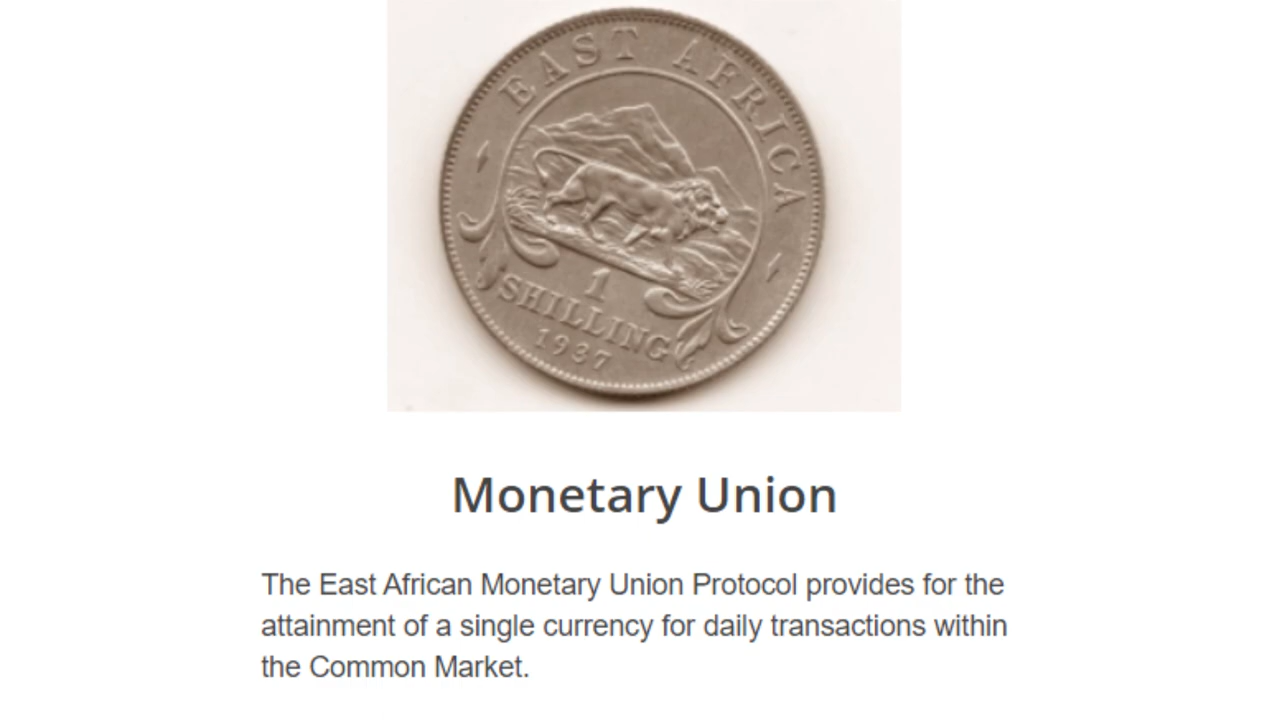 EAST AFRICA
1
SHILLING
1937
Monetary Union
The East African Monetary Union Protocol provides for the
attainment of a single currency for daily transactions within
the Common Market.